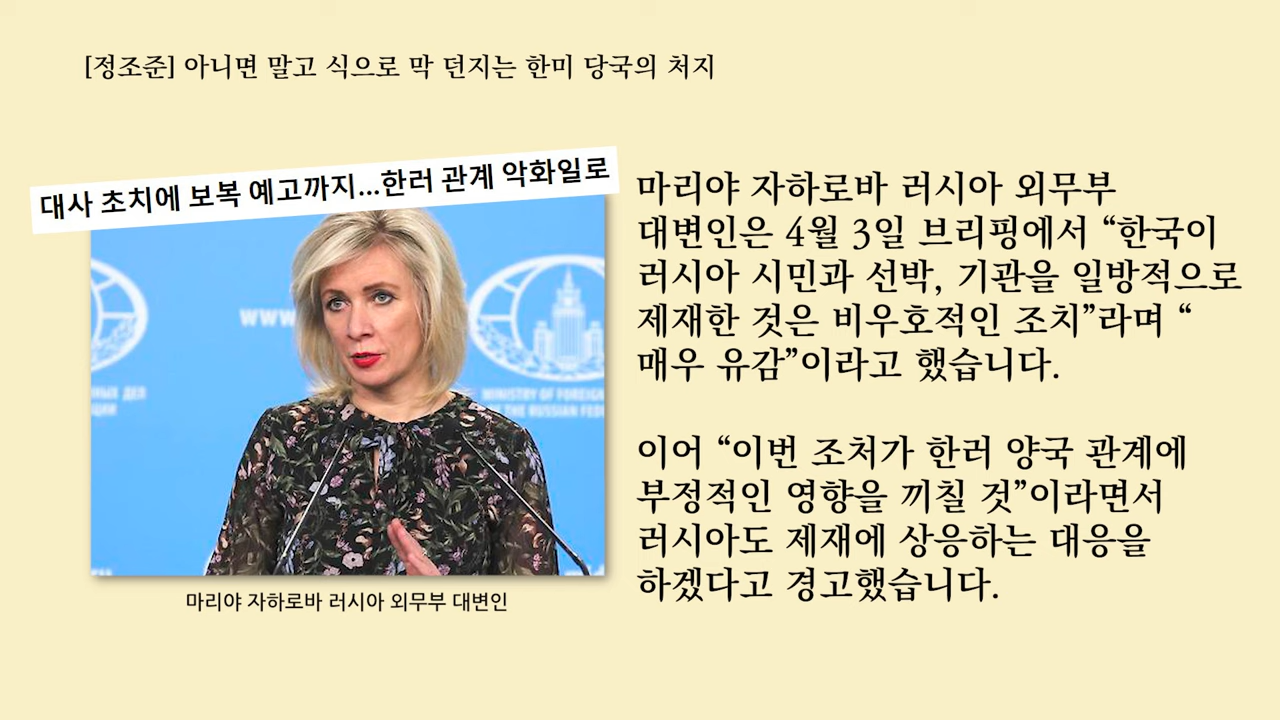 [정조준] 아니면 말고 식으로 막 던지는 한미 당국의 처지
대사 초치에 보복 예고까지...한러 관계 악화일로
WWW
MINISTRY OF FOREIGN
OF THE RUSSIAN FEDE
마리야 자하로바 러시아 외무부 대변인
마리야 자하로바 러시아 외무부
대변인은 4월 3일 브리핑에서 “한국이
러시아 시민과 선박, 기관을 일방적으로
제재한 것은 비우호적인 조치”라며 “
매우 유감”이라고 했습니다.
이어 “이번 조처가 한러 양국 관계에
부정적인 영향을 끼칠 것”이라면서
러시아도 제재에 상응하는 대응을
하겠다고 경고했습니다.